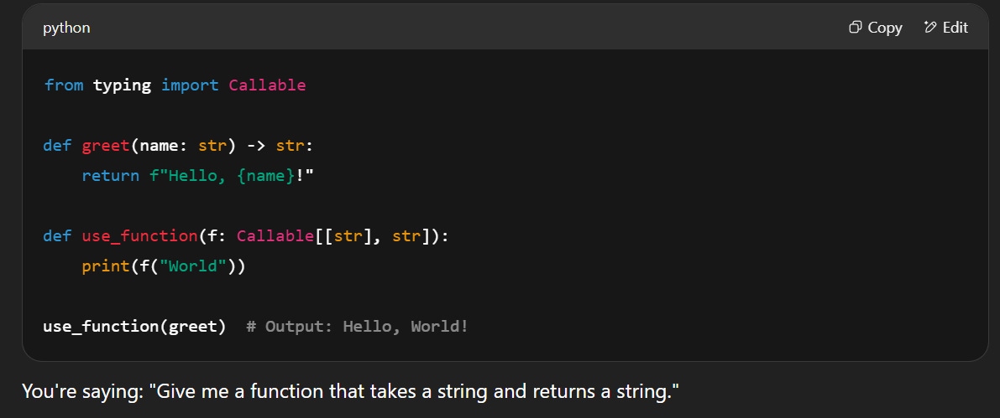 python
Copy
Edit
from typing import Callable
def greet(name: str) -> str:
    return f"Hello, {name}!"
def use_function(f: Callable[[str], str]):
    print(f("World"))
use_function(greet)  # Output: Hello, World!
You're saying: "Give me a function that takes a string and returns a string."